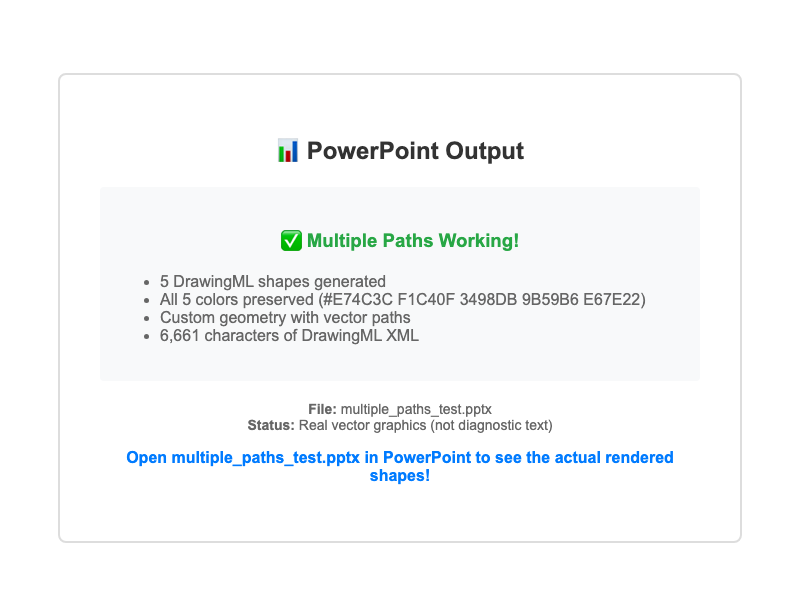 📊 PowerPoint Output
✅ Multiple Paths Working!
• 5 DrawingML shapes generated
• All 5 colors preserved (#E74C3C F1C40F 3498DB 9B59B6 E67E22)
• Custom geometry with vector paths
• 6,661 characters of DrawingML XML
File: multiple_paths_test.pptx
Status: Real vector graphics (not diagnostic text)
Open multiple_paths_test.pptx in PowerPoint to see the actual rendered
shapes!